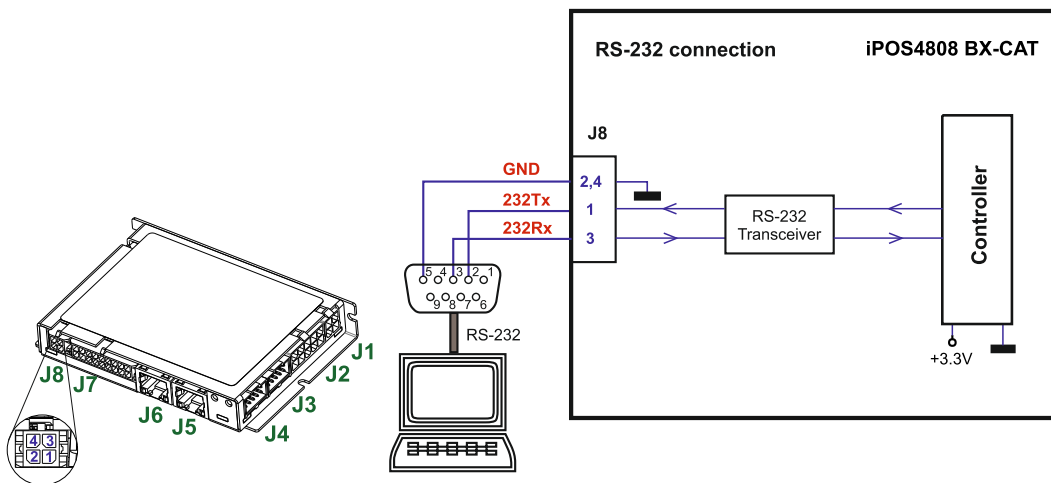 RS-232 connection
iPOS4808 BX-CAT
J8
GND
2,4
232Tx
1
232Rx
3
RS-232
Transceiver
Controller
+3.3V
5 4 3 2 1
9 8 7 6
RS-232
J1
J2
J3
J4
J5
J6
J7
J8
4 3
2 1